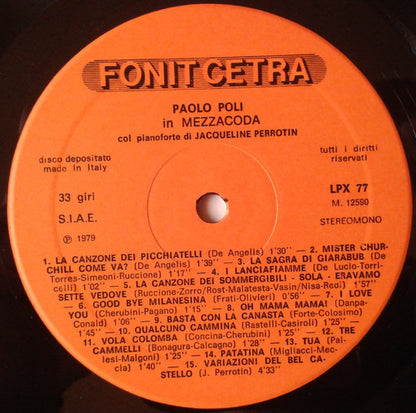 FONIT CETRA
PAOLO POLI
in MEZZACODA
col pianoforte di JACQUELINE PERROTIN
disco depositato
made in Italy
tutti i diritti
riservati
33 giri
S.I.A.E.
Ⓟ 1979
LPX 77
M. 12590
STEREOMONO
1. LA CANZONE DEI PICCHIATELLI (De Angelis) 1'30" – 2. MISTER CHUR-
CHILL COME VA? (De Angelis) 1'39" – 3. LA SAGRA DI GIARABUB (De
Torres-Simeoni-Ruccione) 1'17" – 4. I LANCIAFIAMME (De Lucio-Torri-
celli) 1'02" – 5. LA CANZONE DEI SOMMERGIBILI - SOLA - ERAVAMO
SETTE VEDOVE (Ruccione-Zorro/Rost-Malatesta-Vasin/Nisa-Redi) 1'57"
– 6. GOOD BYE MILANESINA (Frati-Olivieri) 0'56" – 7. I LOVE
YOU (Cherubini-Pagano) 1'15" – 8. OH MAMA MAMA! (Danpa-
Conald) 1'06" – 9. BASTA CON LA CANASTA (Forte-Colosimo)
1'45" – 10. QUALCUNO CAMMINA (Rastelli-Casiroli) 1'25" –
11. VOLA COLOMBA (Concina-Cherubini) 1'25" – 12. TRE
CAMMELLI (Bonagura-Calcagno) 1'28" – 13. TUA (Pal-
lesi-Malgoni) 1'25" – 14. PATATINA (Migliacci-Mec-
cia) 1'40" – 15. VARIAZIONI DEL BEL CA-
STELLO (J. Perrotin) 4'33"